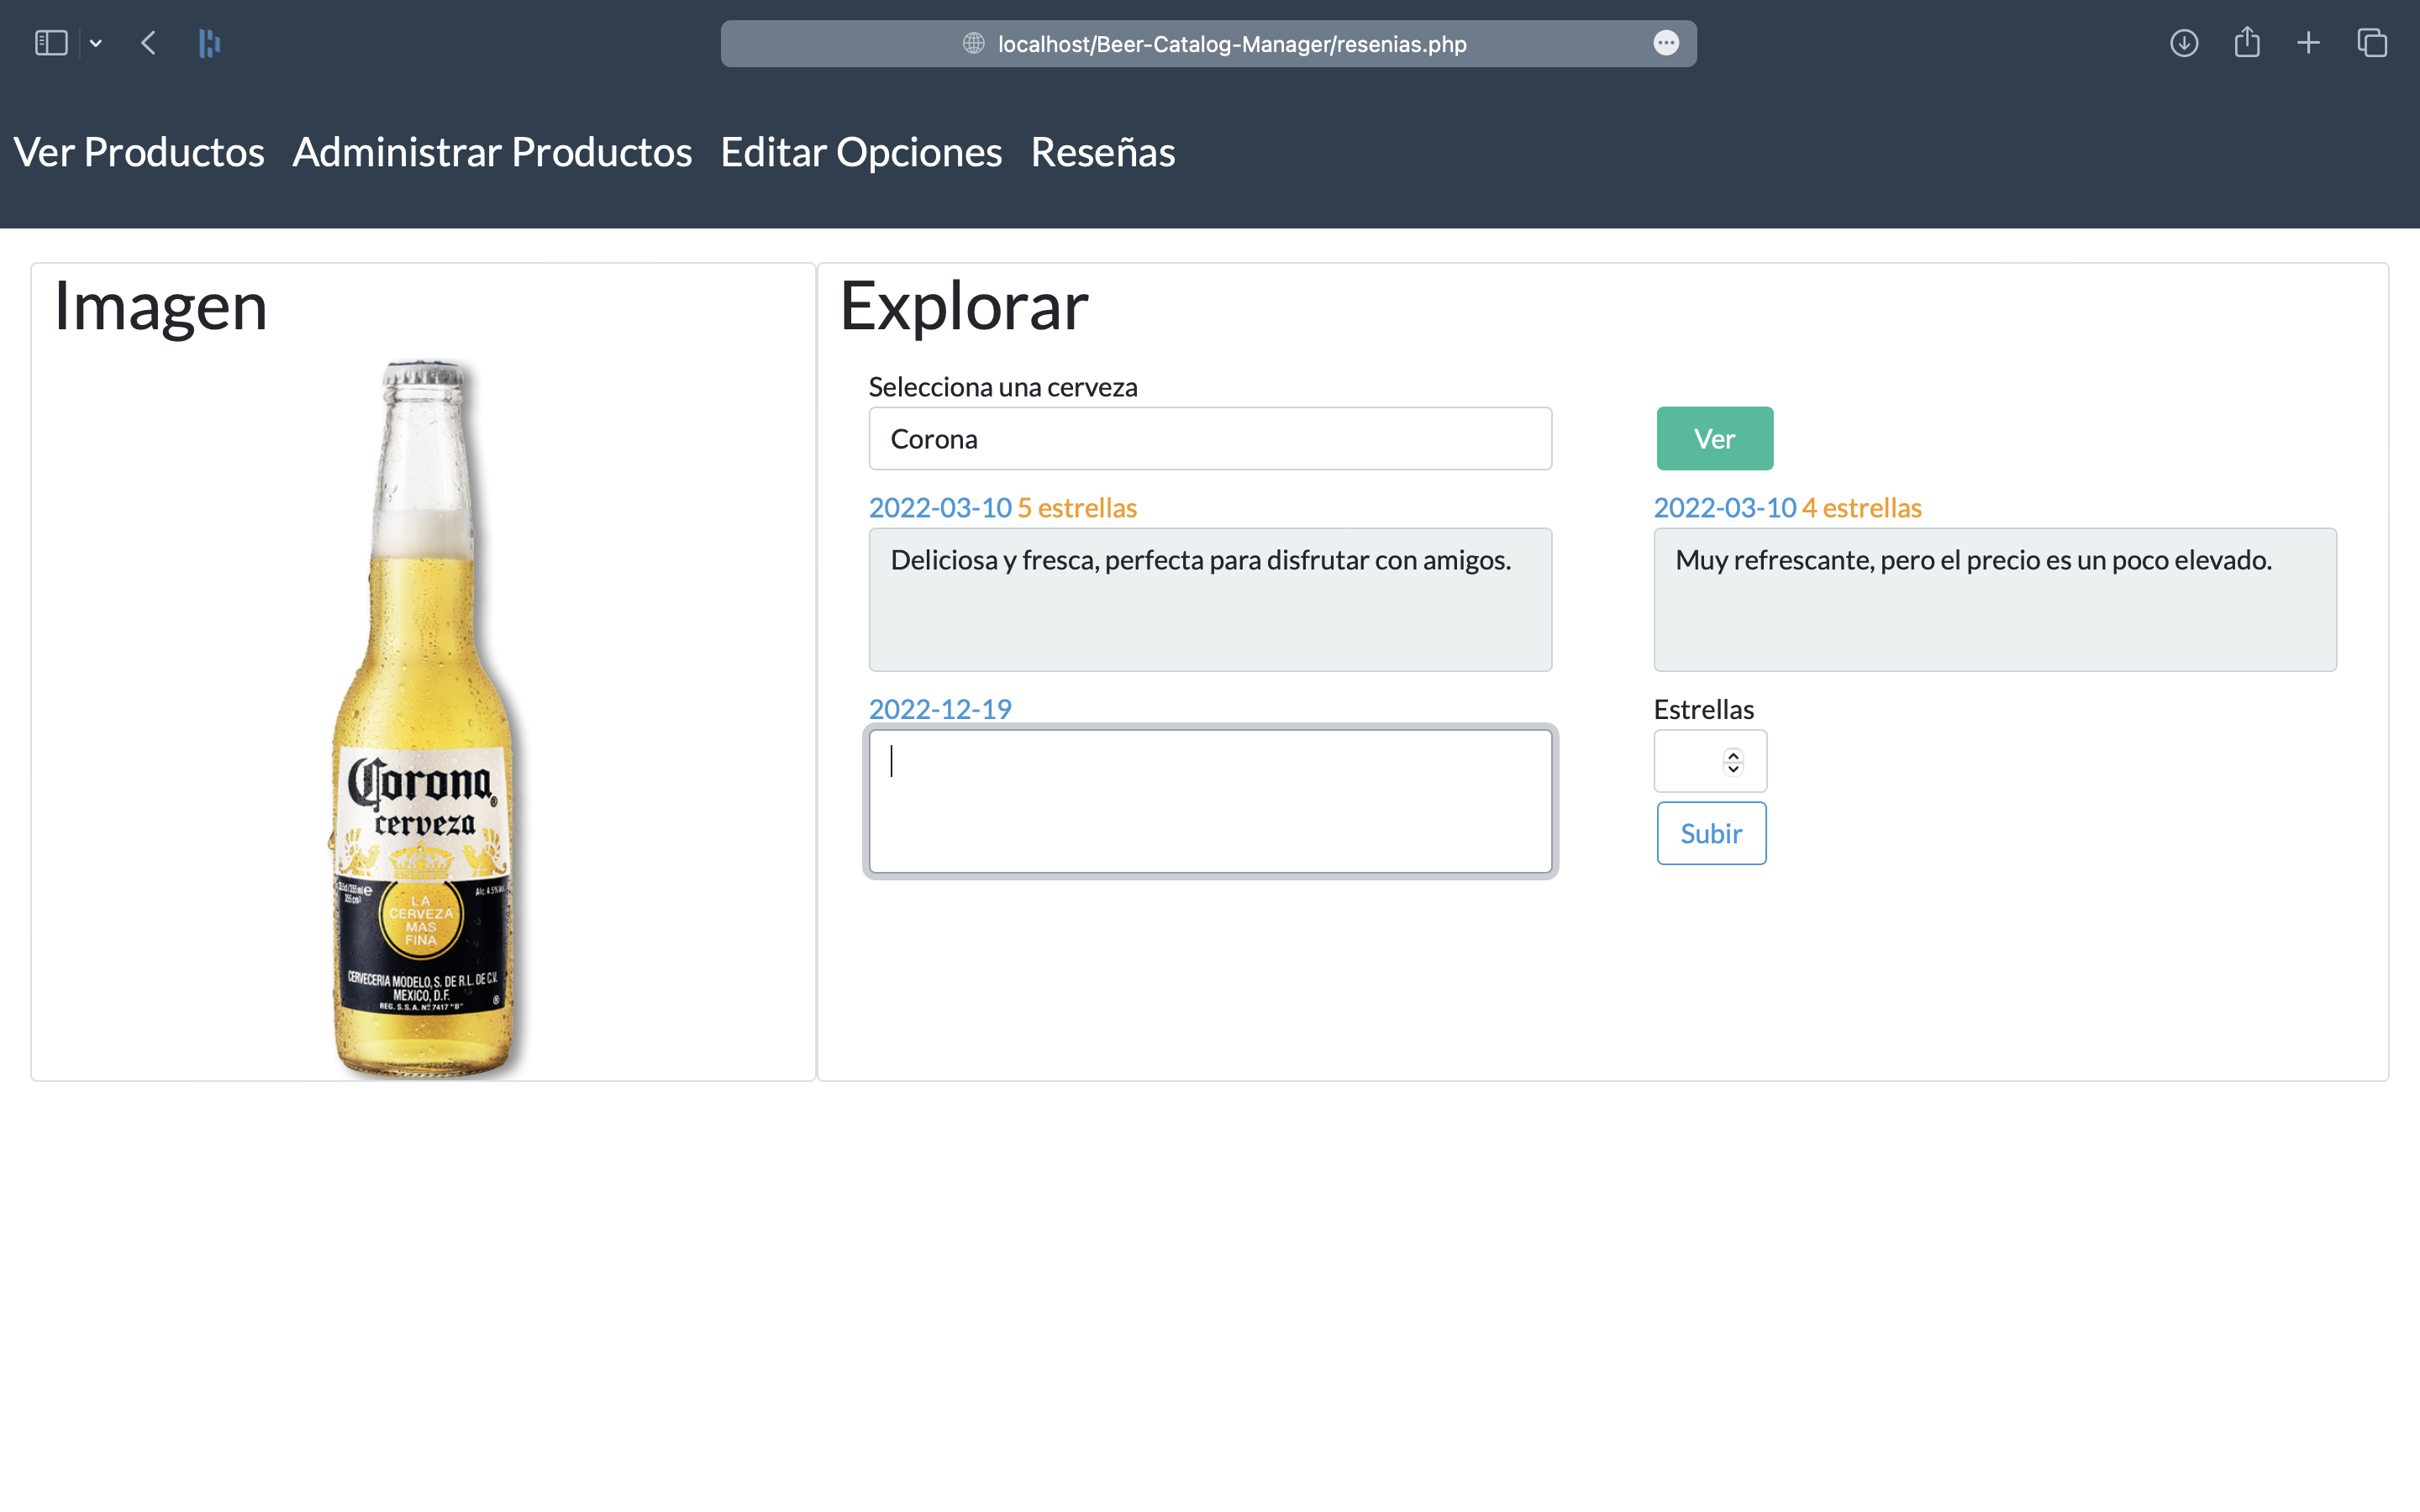 localhost/Beer-Catalog-Manager/resenias.php
Ver Productos Administrar Productos Editar Opciones Reseñas
Imagen
Corona
cerveza
LA
CERVEZA
MAS
FINA
CERVECERIA MODELO, S. DE R.L. DE C.V.
MEXICO, D.F.
REG. S.S.A. Nº 7417 "B"
Explorar
Selecciona una cerveza
Corona
Ver
2022-03-10 5 estrellas
Deliciosa y fresca, perfecta para disfrutar con amigos.
2022-03-10 4 estrellas
Muy refrescante, pero el precio es un poco elevado.
2022-12-19
Estrellas
Subir